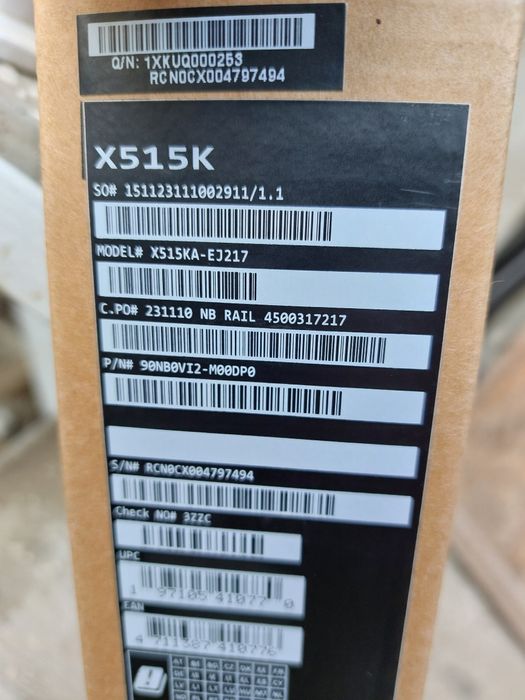 Q/N: 1XKUQ000253
RCN0CX004797494
X515K
SO# 151123111002911/1.1
MODEL# X515KA-EJ217
C.PO# 231110 NB RAIL 4500317217
P/N# 90NB0VI2-M00DP0
S/N# RCN0CX004797494
Check NO# 3ZZC
UPC
1 97105 41077 0
EAN
4 711387 410776